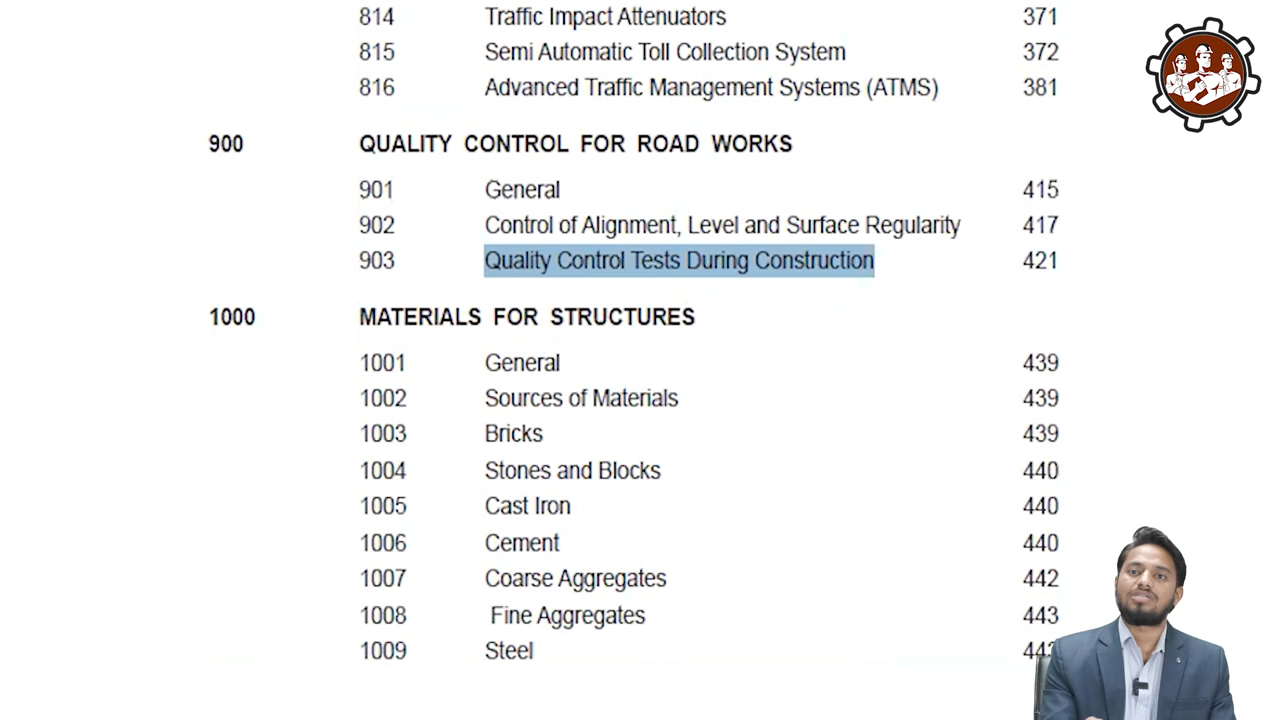 814 Traffic Impact Attenuators 371
815 Semi Automatic Toll Collection System 372
816 Advanced Traffic Management Systems (ATMS) 381
900 QUALITY CONTROL FOR ROAD WORKS
901 General 415
902 Control of Alignment, Level and Surface Regularity 417
903 Quality Control Tests During Construction 421
1000 MATERIALS FOR STRUCTURES
1001 General 439
1002 Sources of Materials 439
1003 Bricks 439
1004 Stones and Blocks 440
1005 Cast Iron 440
1006 Cement 440
1007 Coarse Aggregates 442
1008 Fine Aggregates 443
1009 Steel